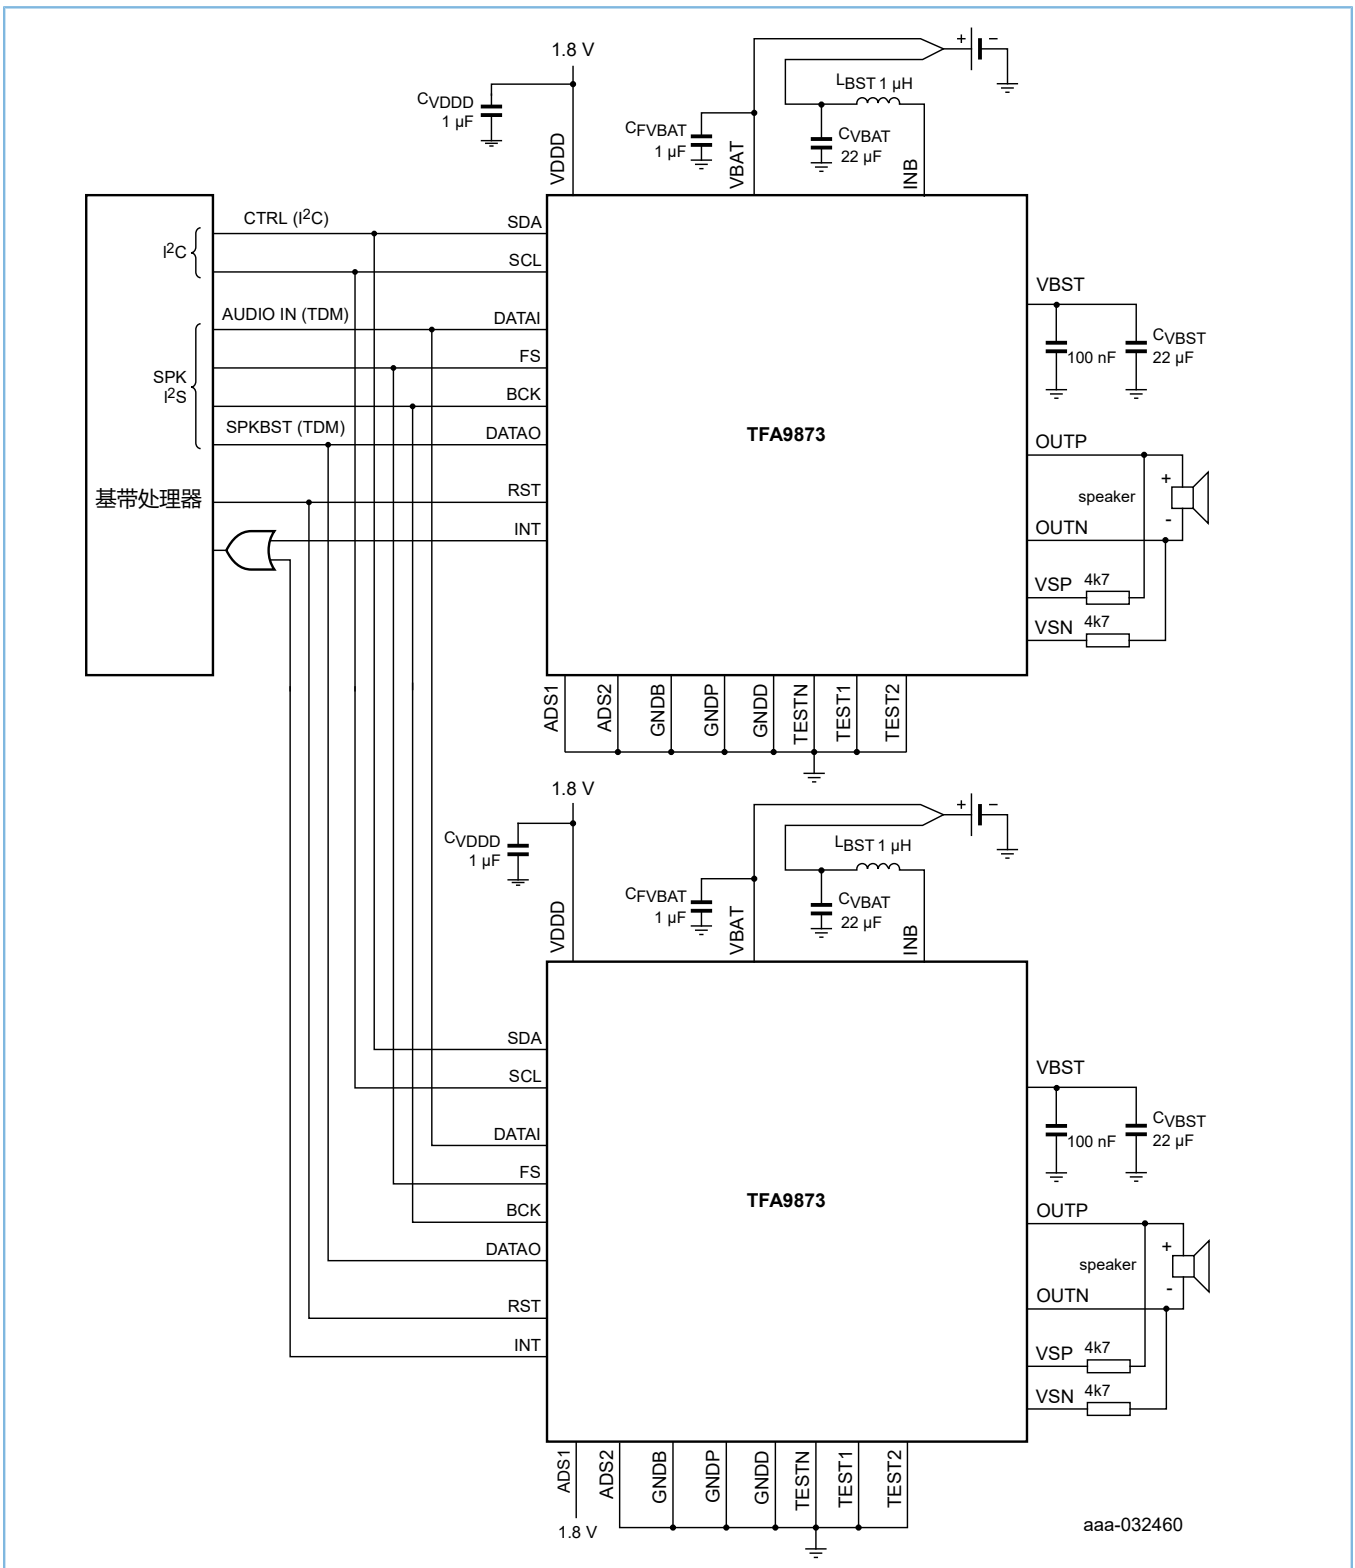 1.8 V
CVDDD
1 µF
VDDD
CFVBAT
1 µF
VBAT
LBST 1 µH
CVBAT
22 µF
INB
+
−
CTRL (I2C)
I2C
AUDIO IN (TDM)
SPK
I2S
SPKBST (TDM)
基带处理器
SDA
SCL
DATAI
FS
BCK
DATAO
RST
INT
TFA9873
VBST
100 nF
CVBST
22 µF
OUTP
speaker
+
-
OUTN
VSP
4k7
VSN
4k7
ADS1
ADS2
GNDB
GNDP
GNDD
TESTN
TEST1
TEST2
1.8 V
CVDDD
1 µF
VDDD
CFVBAT
1 µF
VBAT
LBST 1 µH
CVBAT
22 µF
INB
+
−
SDA
SCL
DATAI
FS
BCK
DATAO
RST
INT
TFA9873
VBST
100 nF
CVBST
22 µF
OUTP
speaker
+
-
OUTN
VSP
4k7
VSN
4k7
ADS1
ADS2
GNDB
GNDP
GNDD
TESTN
TEST1
TEST2
1.8 V
aaa-032460